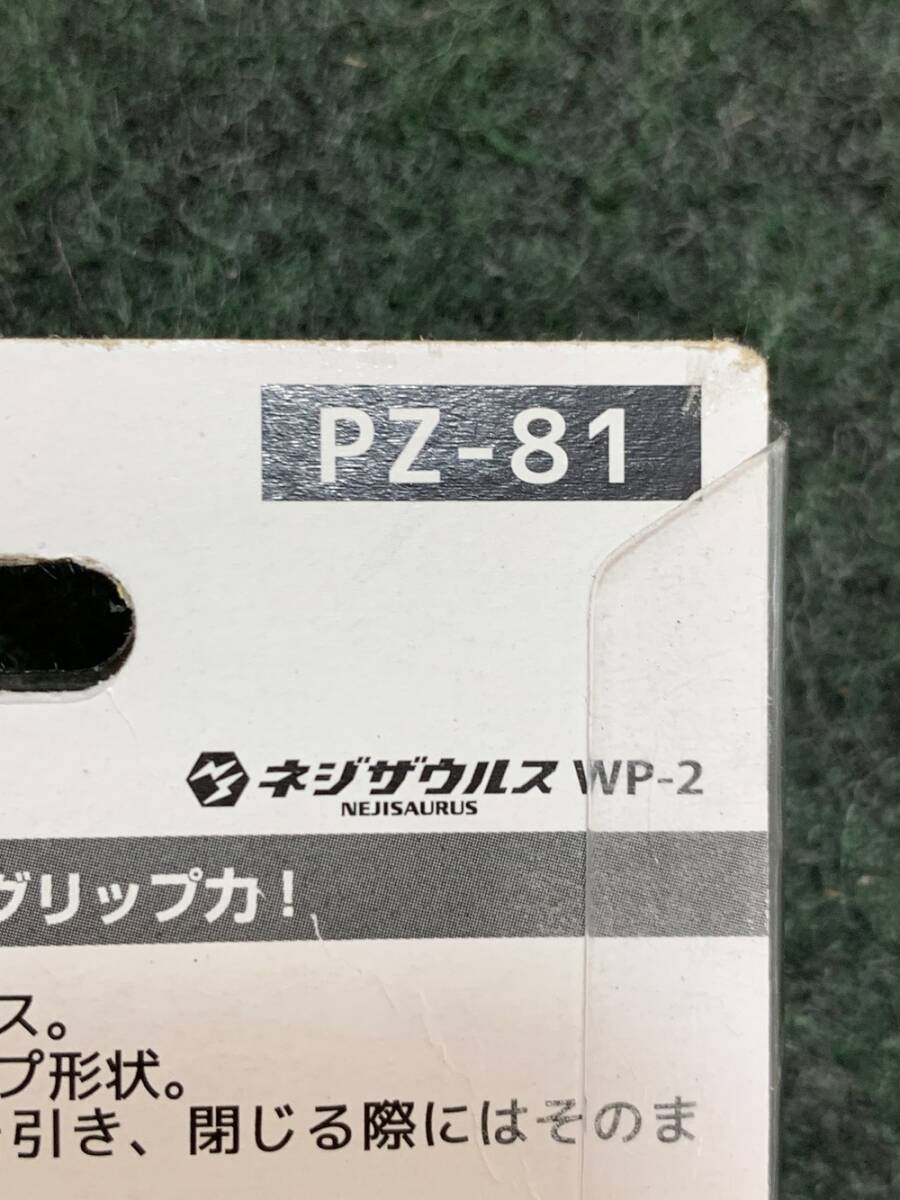 PZ-81
ネジザウルス WP-2
NEJISAURUS
グリップ力!
ス。
プ形状。
引き、閉じる際にはそのま